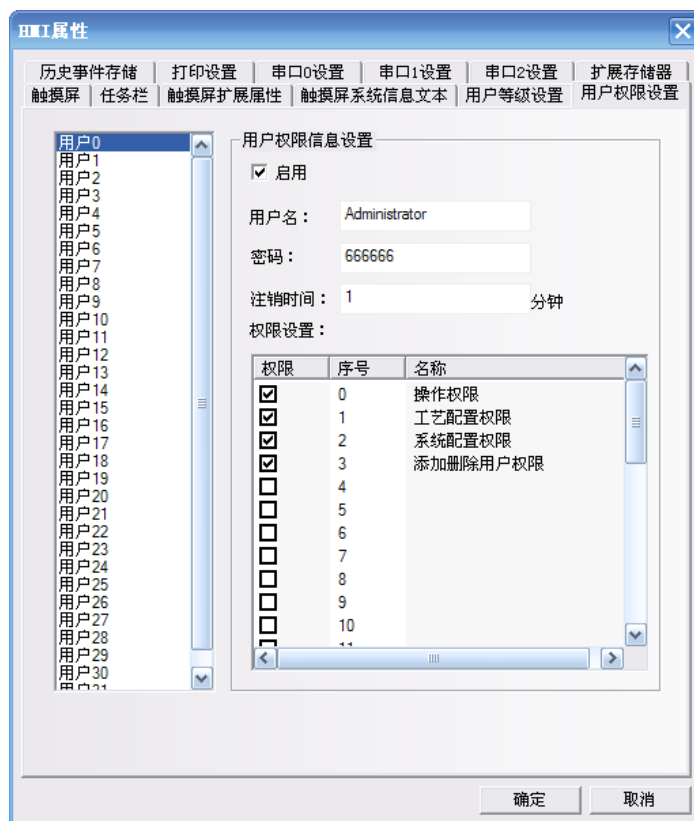 HMI属性
历史事件存储 打印设置 串口0设置 串口1设置 串口2设置 扩展存储器
触摸屏 任务栏 触摸屏扩展属性 触摸屏系统信息文本 用户等级设置 用户权限设置
用户0
用户1
用户2
用户3
用户4
用户5
用户6
用户7
用户8
用户9
用户10
用户11
用户12
用户13
用户14
用户15
用户16
用户17
用户18
用户19
用户20
用户21
用户22
用户23
用户24
用户25
用户26
用户27
用户28
用户29
用户30
用户31
用户权限信息设置
启用
用户名： Administrator
密码： 666666
注销时间： 1 分钟
权限设置：
权限 序号 名称
0 操作权限
1 工艺配置权限
2 系统配置权限
3 添加删除用户权限
4
5
6
7
8
9
10
11
确定 取消